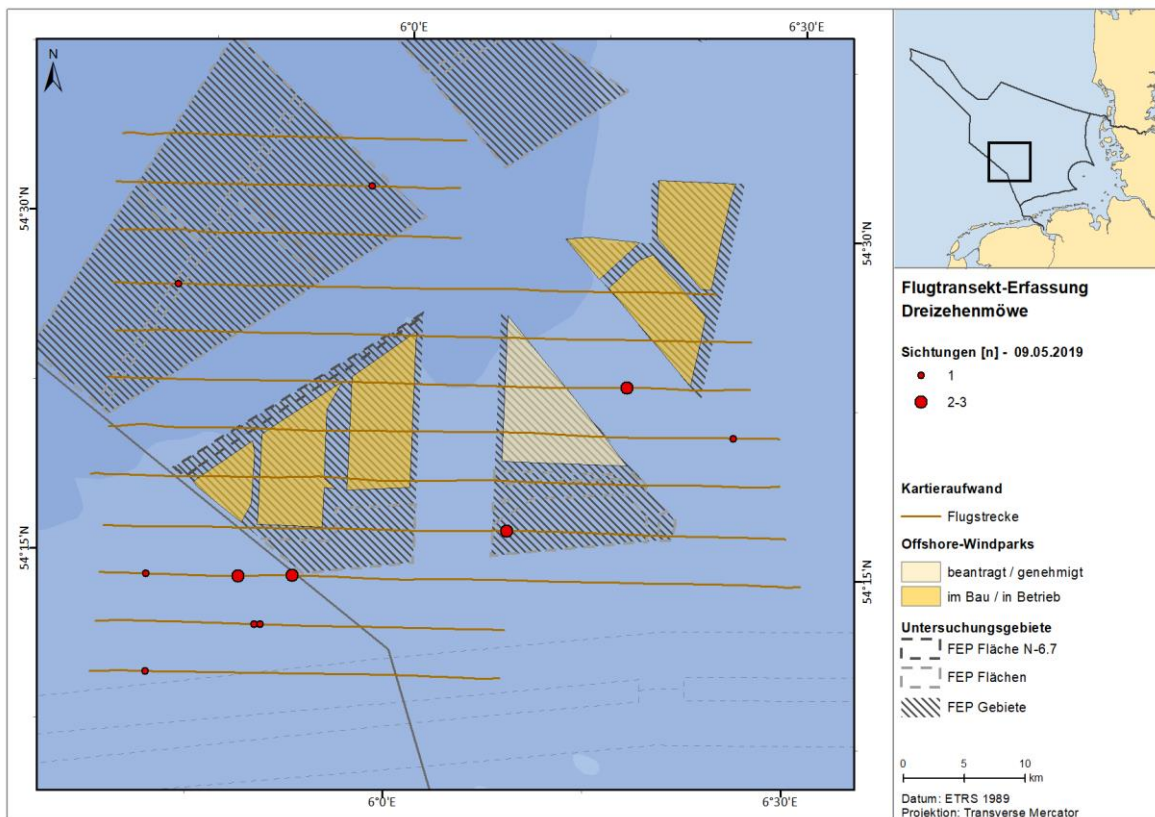 6°0'E
6°30'E
N
54°30'N
54°30'N
54°15'N
54°15'N
6°0'E
6°30'E
Flugtransekt-Erfassung
Dreizehenmöwe
Sichtungen [n] - 09.05.2019
1
2-3
Kartieraufwand
Flugstrecke
Offshore-Windparks
beantragt / genehmigt
im Bau / in Betrieb
Untersuchungsgebiete
FEP Fläche N-6.7
FEP Flächen
FEP Gebiete
0 5 10
km
Datum: ETRS 1989
Projektion: Transverse Mercator